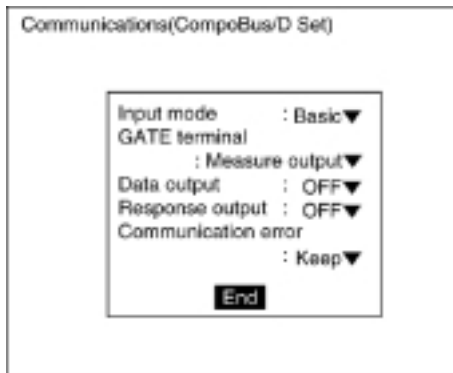 Communications(CompoBus/D Set)
Input mode : Basic▼
GATE terminal
: Measure output▼
Data output : OFF▼
Response output : OFF▼
Communication error
: Keep▼
End